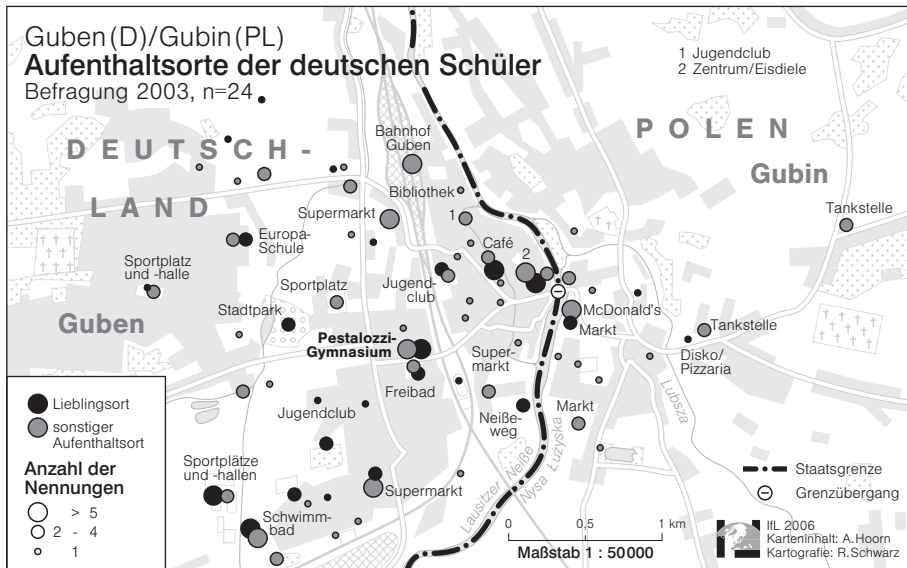 Guben (D)/Gubin (PL)
Aufenthaltsorte der deutschen Schüler
Befragung 2003, n=24
1 Jugendclub
2 Zentrum/Eisdiele
DEUTSCH-
LAND
POLEN
Gubin
Guben
Bahnhof
Guben
Bibliothek
1
Supermarkt
Europa-
Schule
Sportplatz
und -halle
Café
2
Tankstelle
Jugend-
club
Sportplatz
Stadtpark
McDonald's
Markt
Tankstelle
Pestalozzi-
Gymnasium
Super-
markt
Disko/
Pizzaria
Freibad
Jugendclub
Neiße-
weg
Markt
Lubsza
Sportplätze
und -hallen
Supermarkt
Schwimm-
bad
Lausitzer Neiße
Nysa Łużyska
Lieblingsort
sonstiger
Aufenthaltsort
Anzahl der
Nennungen
> 5
2 - 4
1
Staatsgrenze
Grenzübergang
0 0,5 1 km
Maßstab 1 : 50000
IfL 2006
Karteninhalt: A. Hoorn
Kartografie: R. Schwarz